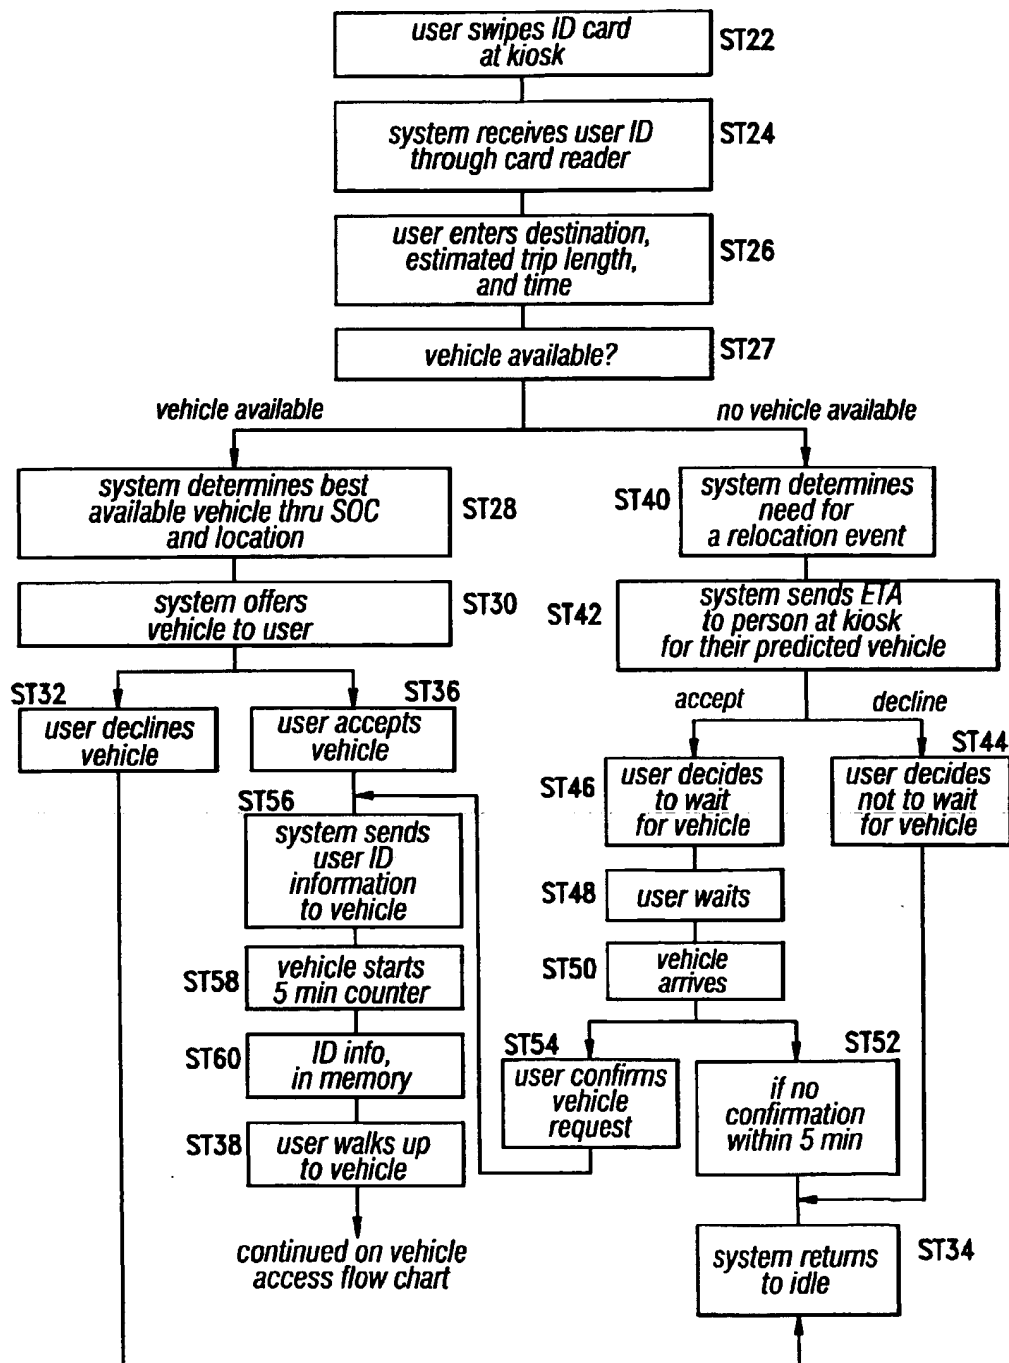 user swipes ID card
at kiosk
ST22
system receives user ID
through card reader
ST24
user enters destination,
estimated trip length,
and time
ST26
vehicle available?
ST27
vehicle available
no vehicle available
system determines best
available vehicle thru SOC
and location
ST28
ST40
system determines
need for
a relocation event
system offers
vehicle to user
ST30
ST42
system sends ETA
to person at kiosk
for their predicted vehicle
ST32
user declines
vehicle
ST36
user accepts
vehicle
accept
decline
ST46
user decides
to wait
for vehicle
ST44
user decides
not to wait
for vehicle
ST56
system sends
user ID
information
to vehicle
ST48
user waits
ST58
vehicle starts
5 min counter
ST50
vehicle
arrives
ST60
ID info,
in memory
ST54
user confirms
vehicle
request
ST52
if no
confirmation
within 5 min
ST38
user walks up
to vehicle
continued on vehicle
access flow chart
system returns
to idle
ST34